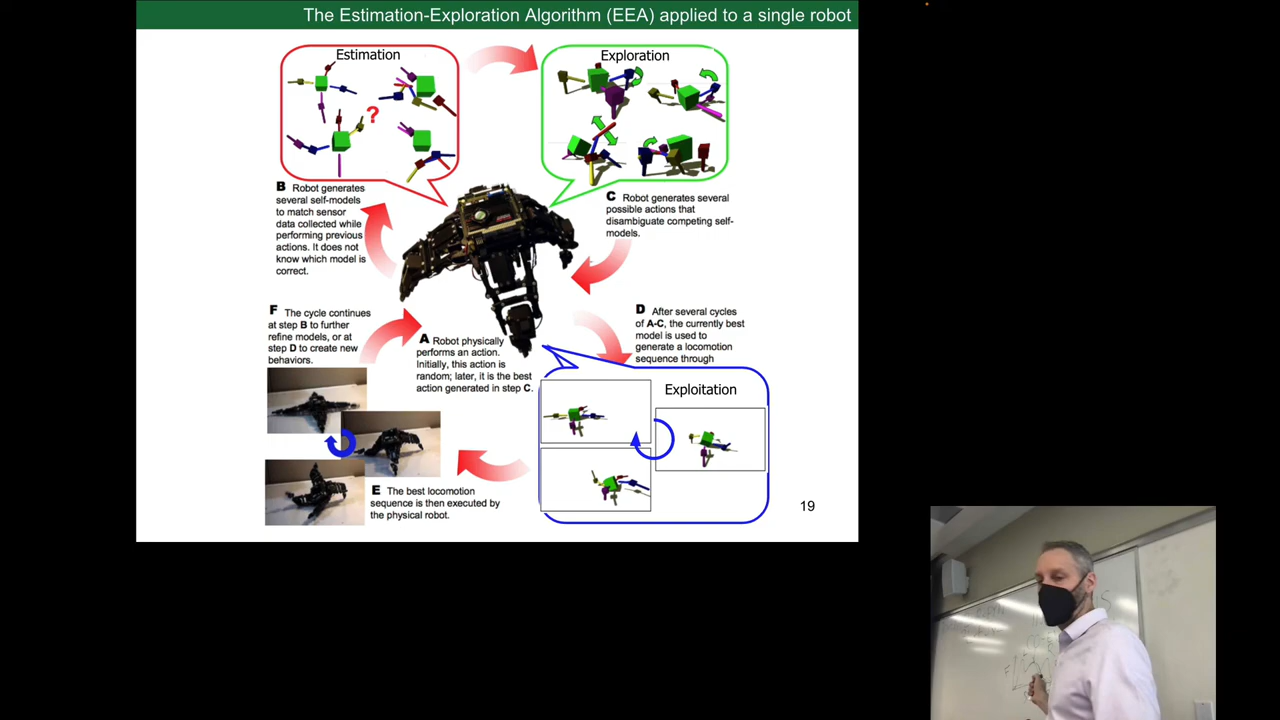 The Estimation-Exploration Algorithm (EEA) applied to a single robot
Estimation
?
Exploration
B Robot generates
several self-models
to match sensor
data collected while
performing previous
actions. It does not
know which model is
correct.
C Robot generates several
possible actions that
disambiguate competing self-
models.
F The cycle continues
at step B to further
refine models, or at
step D to create new
behaviors.
A Robot physically
performs an action.
Initially, this action is
random; later, it is the best
action generated in step C.
D After several cycles
of A-C, the currently best
model is used to
generate a locomotion
sequence through
Exploitation
E The best locomotion
sequence is then executed by
the physical robot.
19